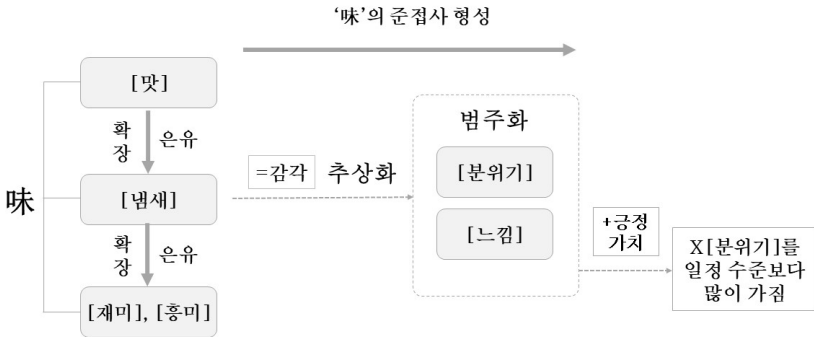 ‘味’의 준접사 형성
味
[맛]
확장
은유
[냄새]
확장
은유
[재미], [흥미]
=감각
추상화
범주화
[분위기]
[느낌]
+긍정
가치
X[분위기]를
일정 수준보다
많이 가짐